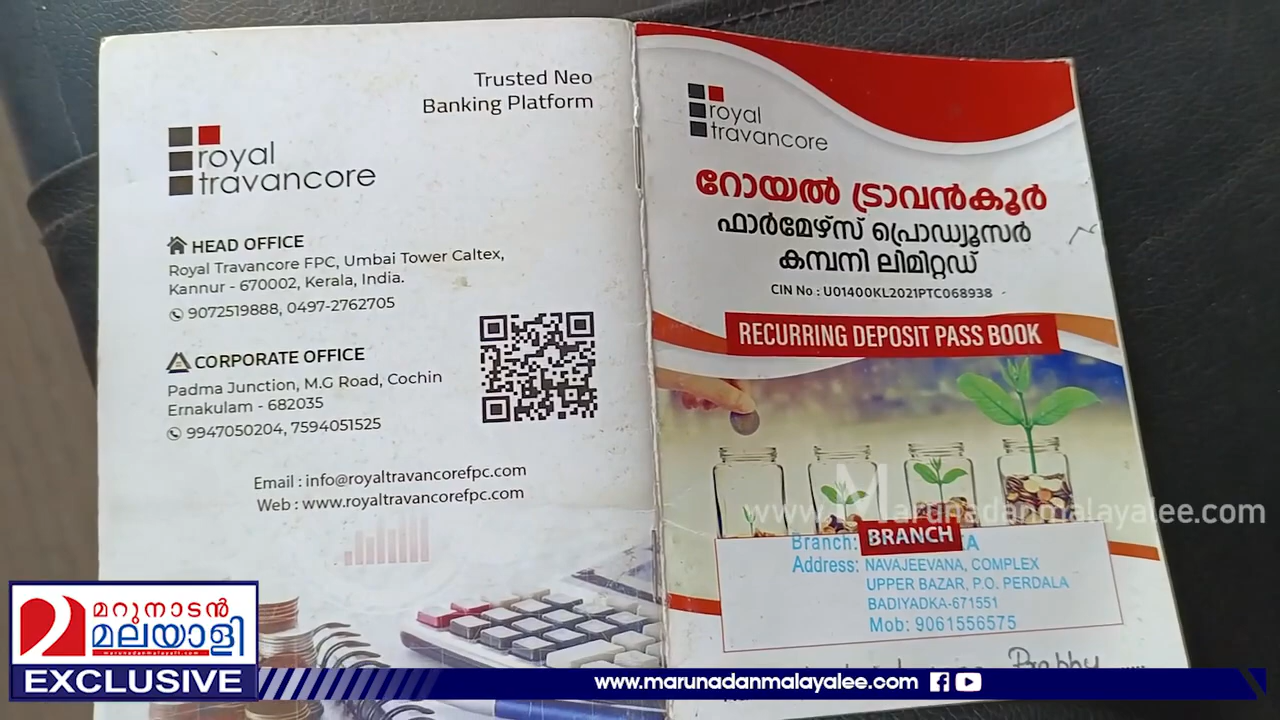 Trusted Neo
Banking Platform
royal
travancore
HEAD OFFICE
Royal Travancore FPC, Umbai Tower Caltex,
Kannur - 670002, Kerala, India.
9072519888, 0497-2762705
CORPORATE OFFICE
Padma Junction, M.G Road, Cochin
Ernakulam - 682035
9947050204, 7594051525
Email : info@royaltravancorefpc.com
Web : www.royaltravancorefpc.com
royal
travancore
റോയൽ ട്രാവൻകൂർ
ഫാർമേഴ്സ് പ്രൊഡ്യൂസർ
കമ്പനി ലിമിറ്റഡ്
CIN No : U01400KL2021PTC068938
RECURRING DEPOSIT PASS BOOK
www.Marunadanmalayalee.com
BRANCH
Branch:
Address: NAVAJEEVANA, COMPLEX
UPPER BAZAR, P.O. PERDALA
BADIYADKA-671551
Mob: 9061556575
Prabhu
മറുനാടൻ
മലയാളി
www.marunadanmalayali.com
EXCLUSIVE
www.marunadanmalayalee.com